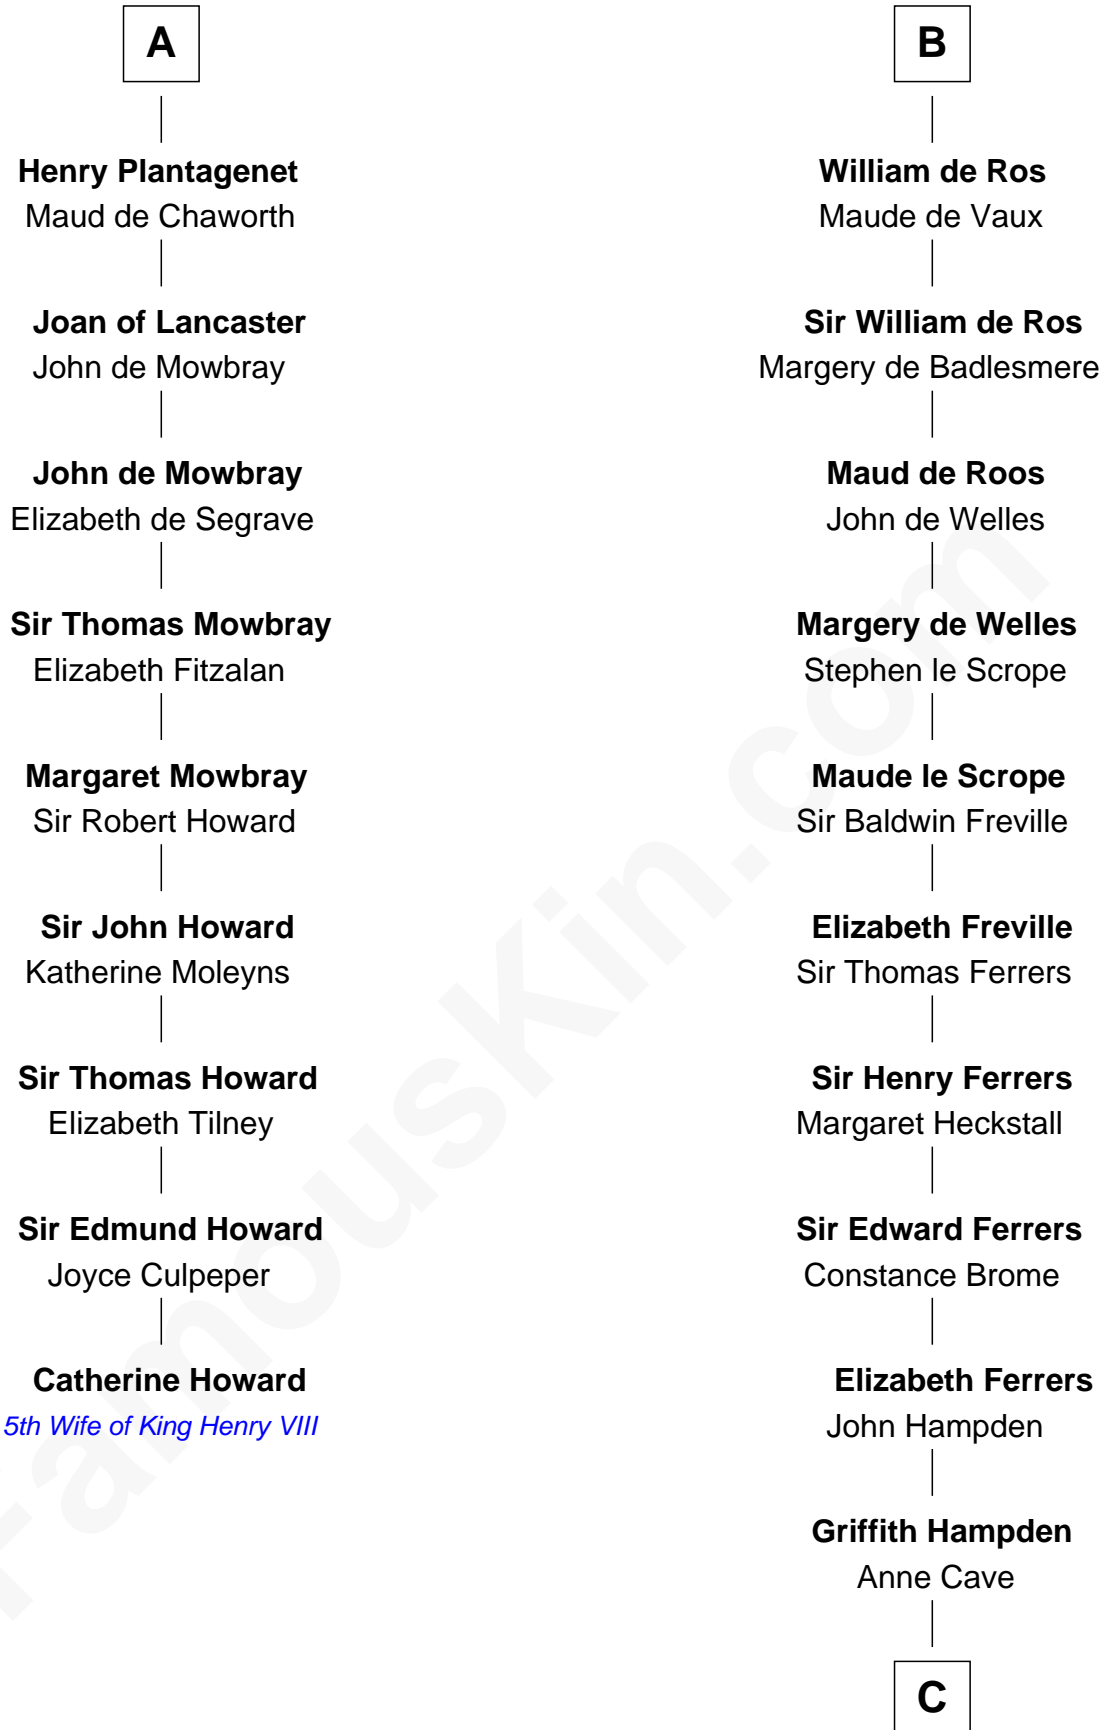 A
Henry Plantagenet
Maud de Chaworth
Joan of Lancaster
John de Mowbray
John de Mowbray
Elizabeth de Segrave
Sir Thomas Mowbray
Elizabeth Fitzalan
Margaret Mowbray
Sir Robert Howard
Sir John Howard
Katherine Moleyns
Sir Thomas Howard
Elizabeth Tilney
Sir Edmund Howard
Joyce Culpeper
Catherine Howard
5th Wife of King Henry VIII
B
William de Ros
Maude de Vaux
Sir William de Ros
Margery de Badlesmere
Maud de Roos
John de Welles
Margery de Welles
Stephen le Scrope
Maude le Scrope
Sir Baldwin Freville
Elizabeth Freville
Sir Thomas Ferrers
Sir Henry Ferrers
Margaret Heckstall
Sir Edward Ferrers
Constance Brome
Elizabeth Ferrers
John Hampden
Griffith Hampden
Anne Cave
C
FamousKin.com